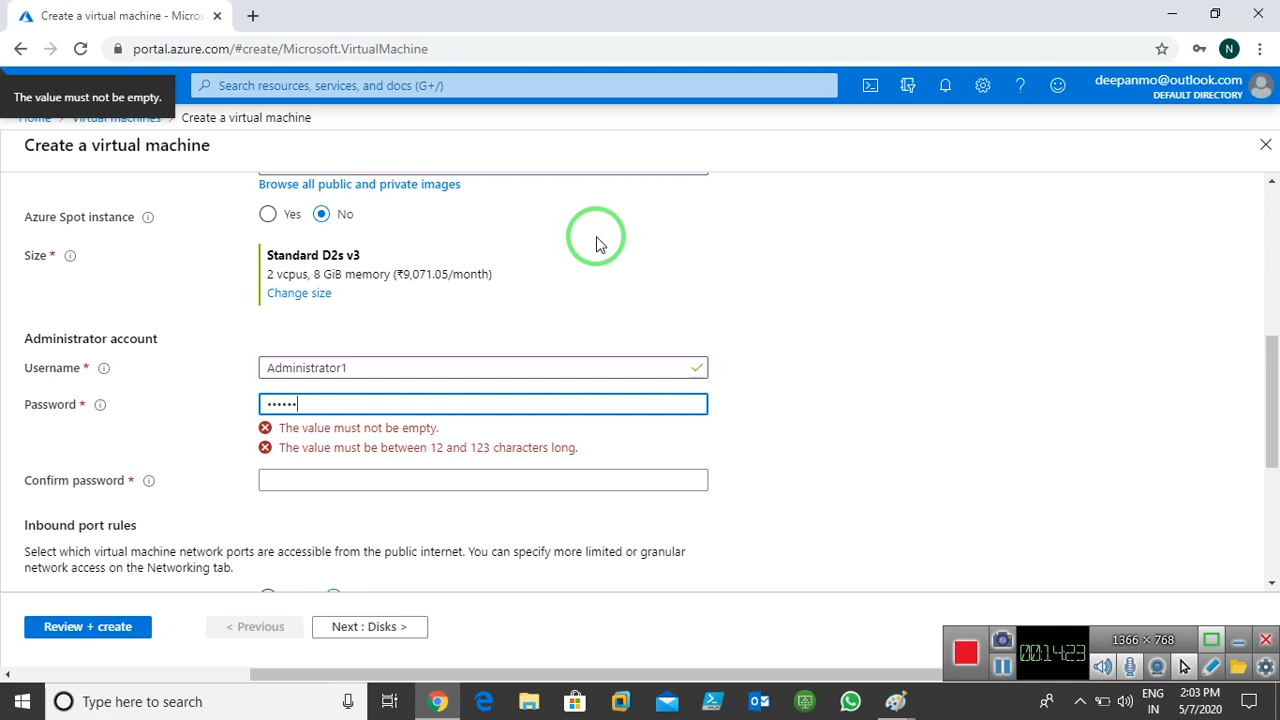 Create a virtual machine - Micros
portal.azure.com/#create/Microsoft.VirtualMachine
N
The value must not be empty.
Search resources, services, and docs (G+/)
deepanmo@outlook.com
DEFAULT DIRECTORY
Home > Virtual machines > Create a virtual machine
Create a virtual machine
Browse all public and private images
Azure Spot instance
Yes No
Size *
Standard D2s v3
2 vcpus, 8 GiB memory (₹9,071.05/month)
Change size
Administrator account
Username *
Administrator1
Password *
••••••
The value must not be empty.
The value must be between 12 and 123 characters long.
Confirm password *
Inbound port rules
Select which virtual machine network ports are accessible from the public internet. You can specify more limited or granular
network access on the Networking tab.
Review + create
< Previous
Next : Disks >
00:14:23
1366 × 768
Type here to search
ENG
IN
2:03 PM
5/7/2020